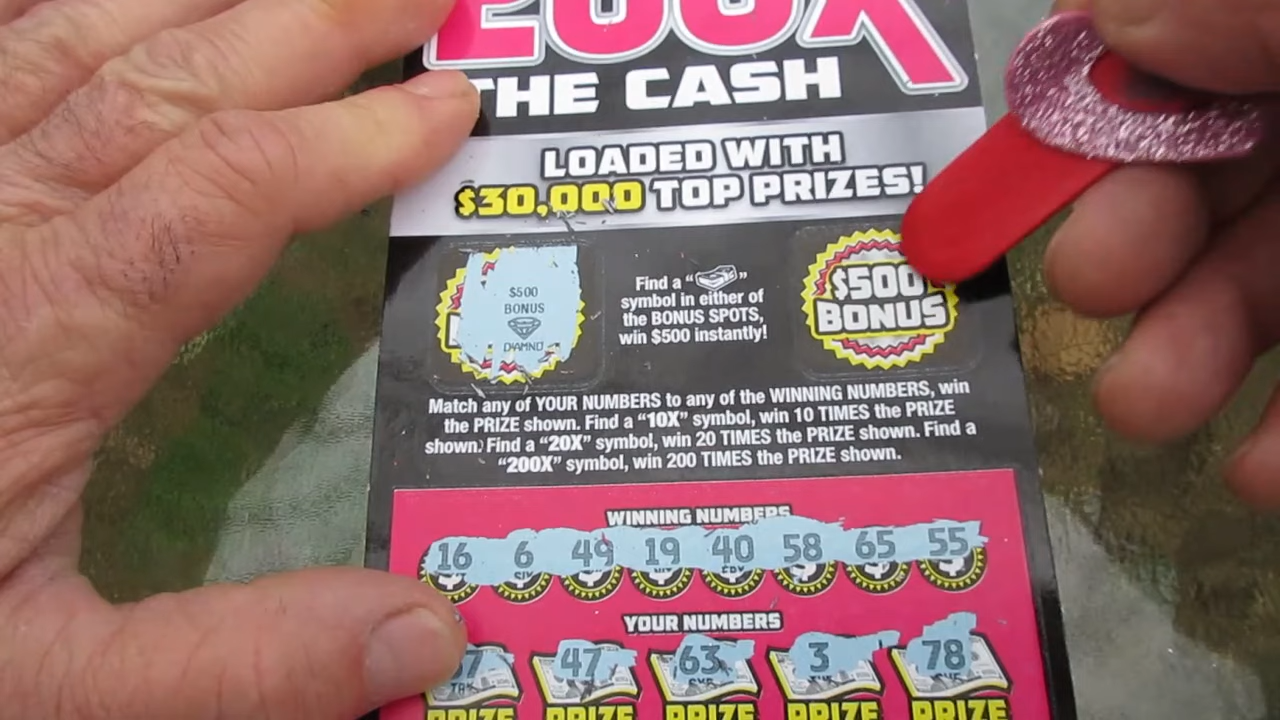 200X
THE CASH
LOADED WITH
$30,000 TOP PRIZES!
$500
BONUS
DIAMND
Find a “ ”
symbol in either of
the BONUS SPOTS,
win $500 instantly!
$500
BONUS
Match any of YOUR NUMBERS to any of the WINNING NUMBERS, win
the PRIZE shown. Find a “10X” symbol, win 10 TIMES the PRIZE
shown. Find a “20X” symbol, win 20 TIMES the PRIZE shown. Find a
“200X” symbol, win 200 TIMES the PRIZE shown.
WINNING NUMBERS
16 6 49 19 40 58 65 55
YOUR NUMBERS
47 63 3 78
PRIZE PRIZE PRIZE PRIZE PRIZE